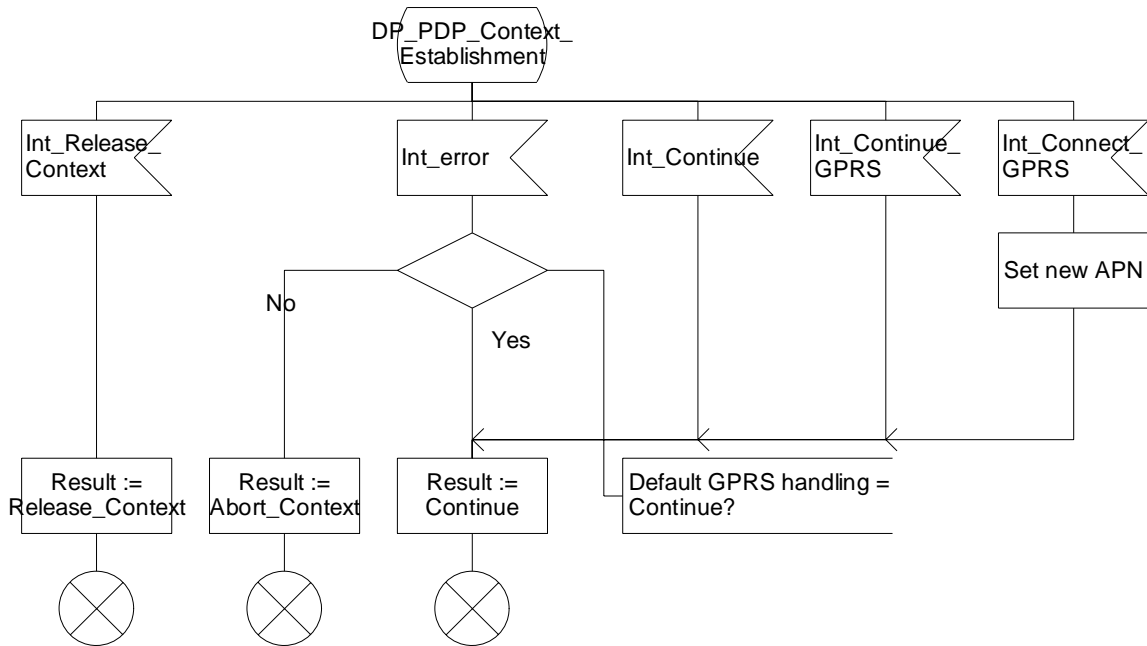 DP_PDP_Context_
Establishment
Int_Release_
Context
Int_error
Int_Continue
Int_Continue_
GPRS
Int_Connect_
GPRS
Set new APN
No
Yes
Result :=
Release_Context
Result :=
Abort_Context
Result :=
Continue
Default GPRS handling =
Continue?